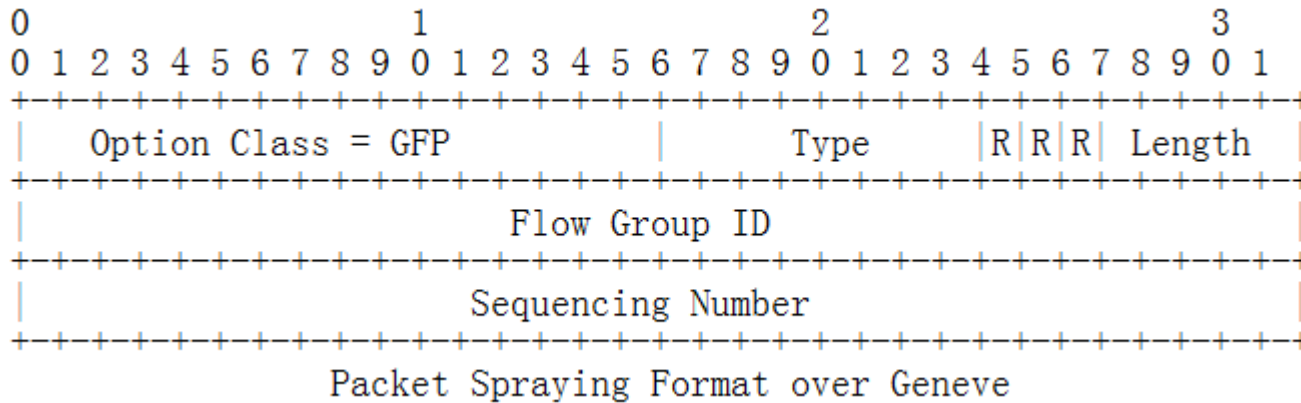 0                   1                   2                   3
0 1 2 3 4 5 6 7 8 9 0 1 2 3 4 5 6 7 8 9 0 1 2 3 4 5 6 7 8 9 0 1
+-+-+-+-+-+-+-+-+-+-+-+-+-+-+-+-+-+-+-+-+-+-+-+-+-+-+-+-+-+-+-+-+
|   Option Class = GFP          |      Type     |R|R|R| Length  |
+-+-+-+-+-+-+-+-+-+-+-+-+-+-+-+-+-+-+-+-+-+-+-+-+-+-+-+-+-+-+-+-+
|                        Flow Group ID                          |
+-+-+-+-+-+-+-+-+-+-+-+-+-+-+-+-+-+-+-+-+-+-+-+-+-+-+-+-+-+-+-+-+
|                      Sequencing Number                        |
+-+-+-+-+-+-+-+-+-+-+-+-+-+-+-+-+-+-+-+-+-+-+-+-+-+-+-+-+-+-+-+-+
Packet Spraying Format over Geneve